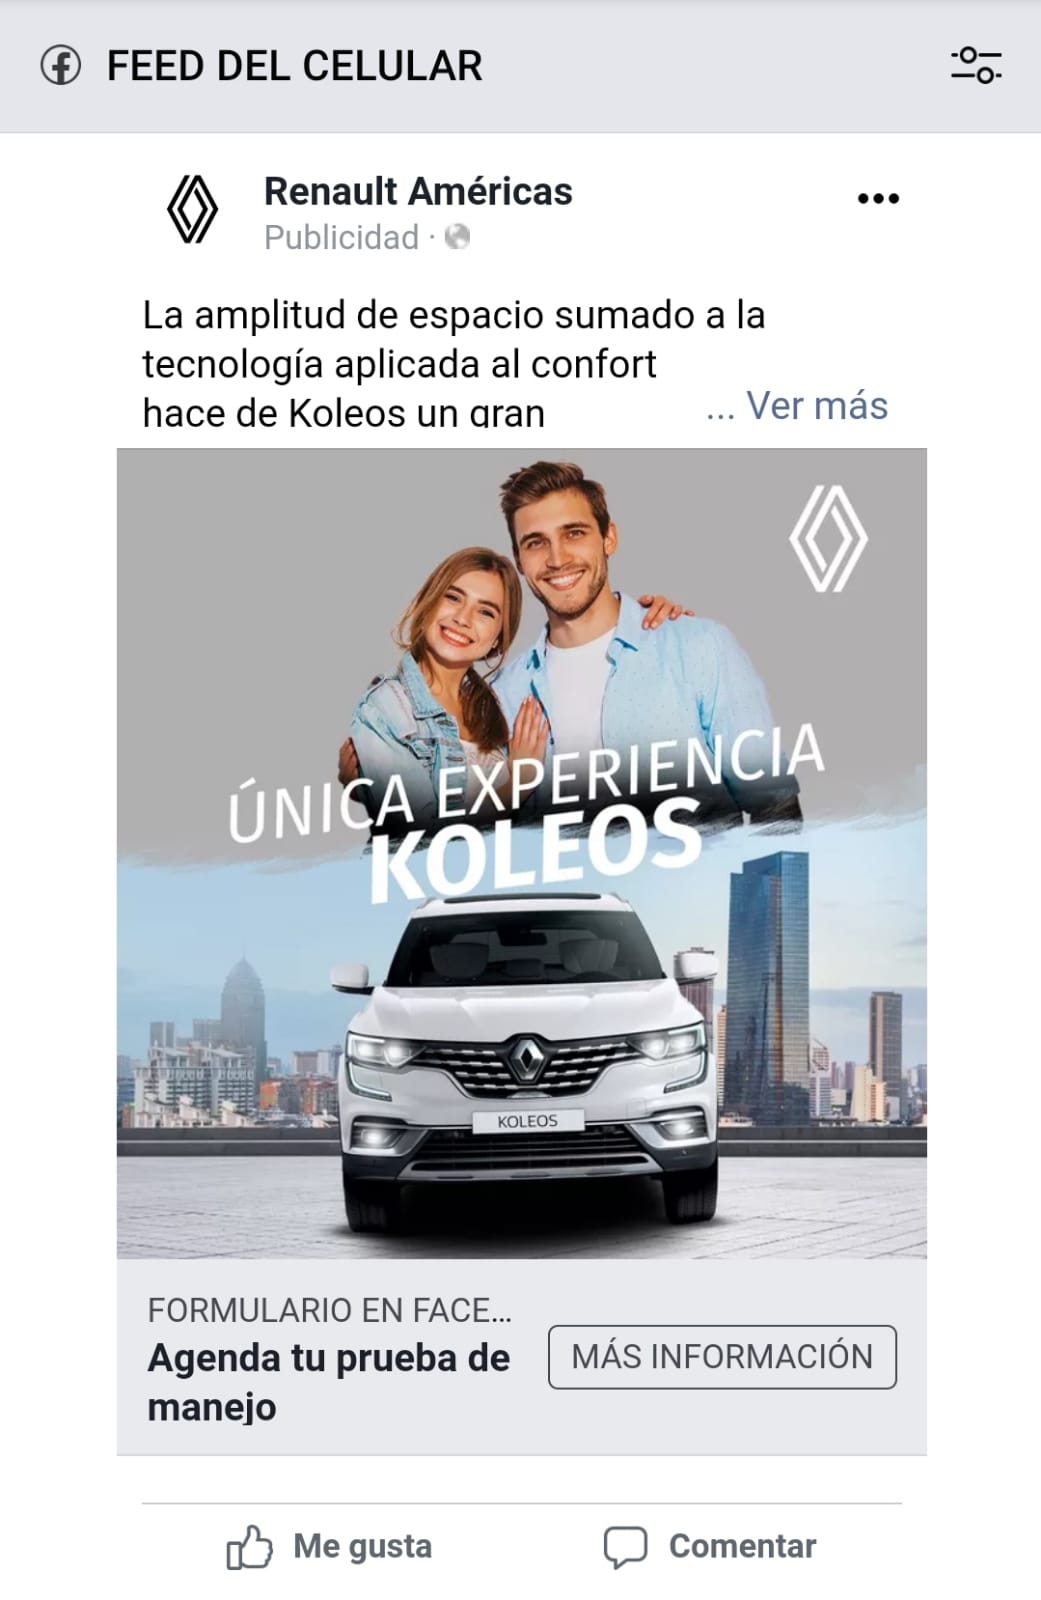 FEED DEL CELULAR
Renault Américas
Publicidad ·
La amplitud de espacio sumado a la
tecnología aplicada al confort
hace de Koleos un gran
... Ver más
ÚNICA EXPERIENCIA
KOLEOS
KOLEOS
FORMULARIO EN FACE...
Agenda tu prueba de
manejo
MÁS INFORMACIÓN
Me gusta
Comentar